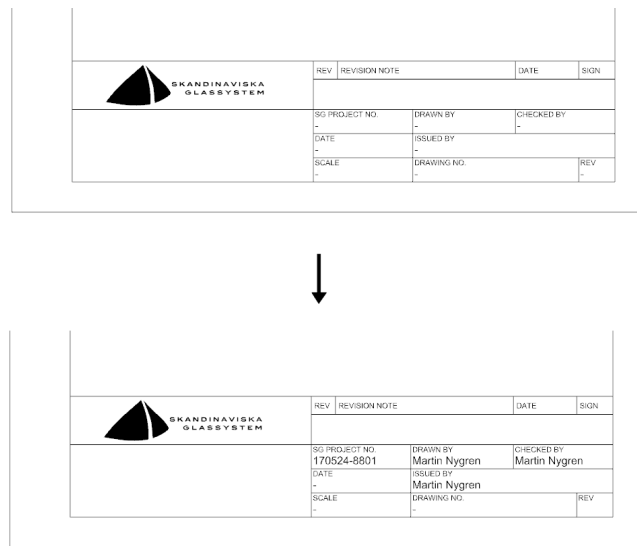 SKANDINAVISKA
GLASSYSTEM
REV REVISION NOTE DATE SIGN
SG PROJECT NO. DRAWN BY CHECKED BY
- - -
DATE ISSUED BY
- -
SCALE DRAWING NO. REV
- - -
SKANDINAVISKA
GLASSYSTEM
REV REVISION NOTE DATE SIGN
SG PROJECT NO. DRAWN BY CHECKED BY
170524-8801 Martin Nygren Martin Nygren
DATE ISSUED BY
- Martin Nygren
SCALE DRAWING NO. REV
- -